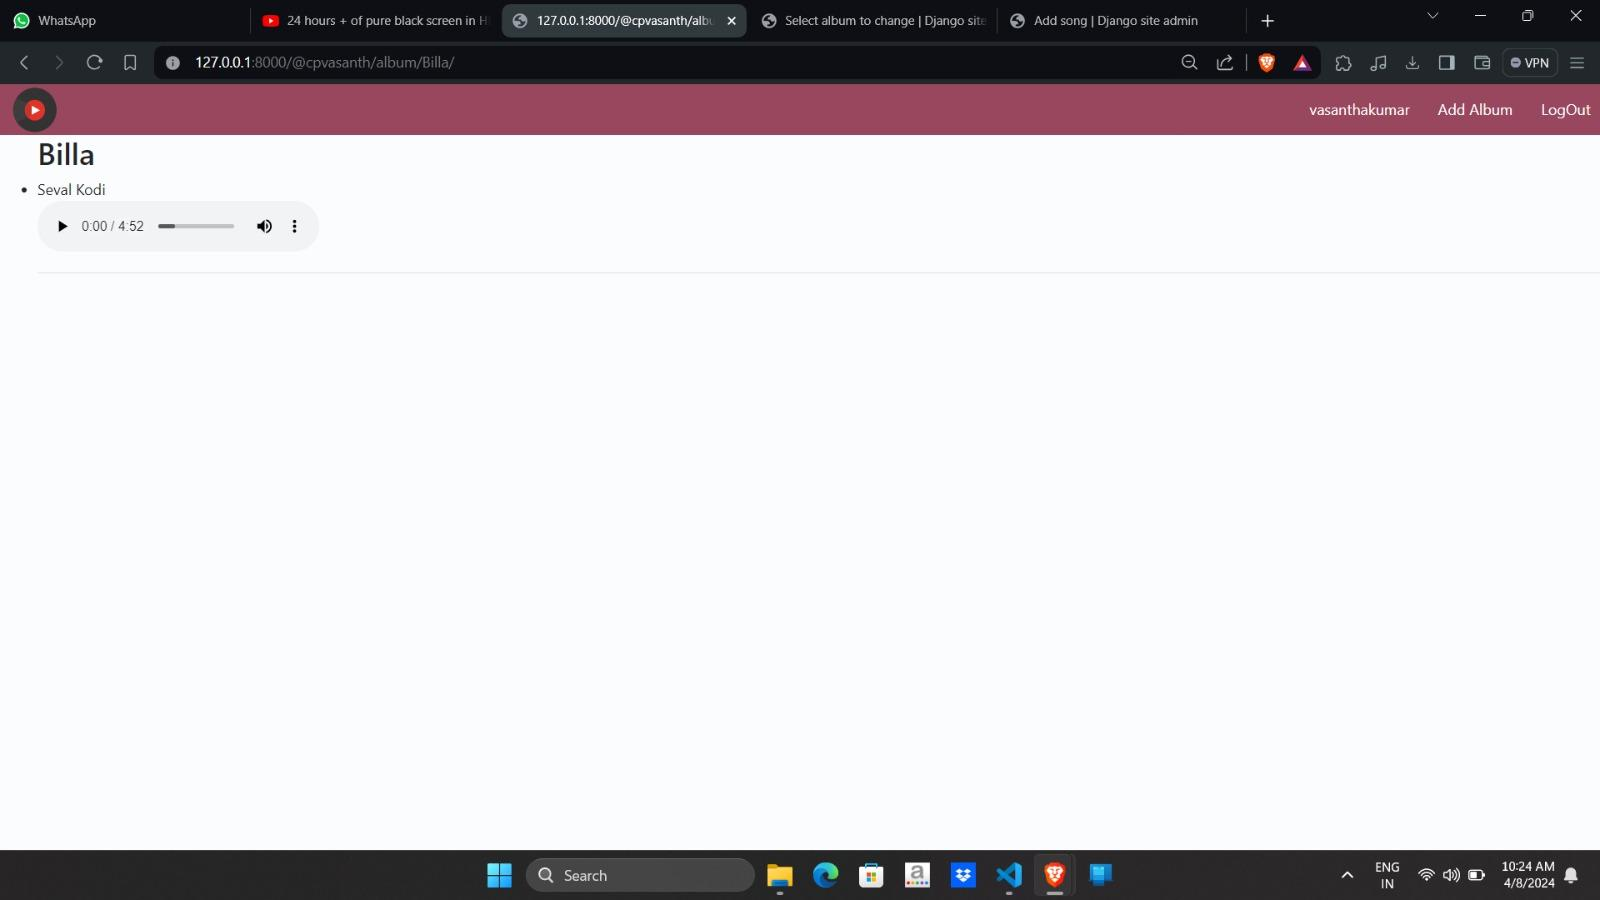 WhatsApp
24 hours + of pure black screen in H
127.0.0.1:8000/@cpvasanth/albu
Select album to change | Django site
Add song | Django site admin
127.0.0.1:8000/@cpvasanth/album/Billa/
VPN
vasanthakumar
Add Album
LogOut
Billa
• Seval Kodi
0:00 / 4:52
Search
a
ENG
IN
10:24 AM
4/8/2024